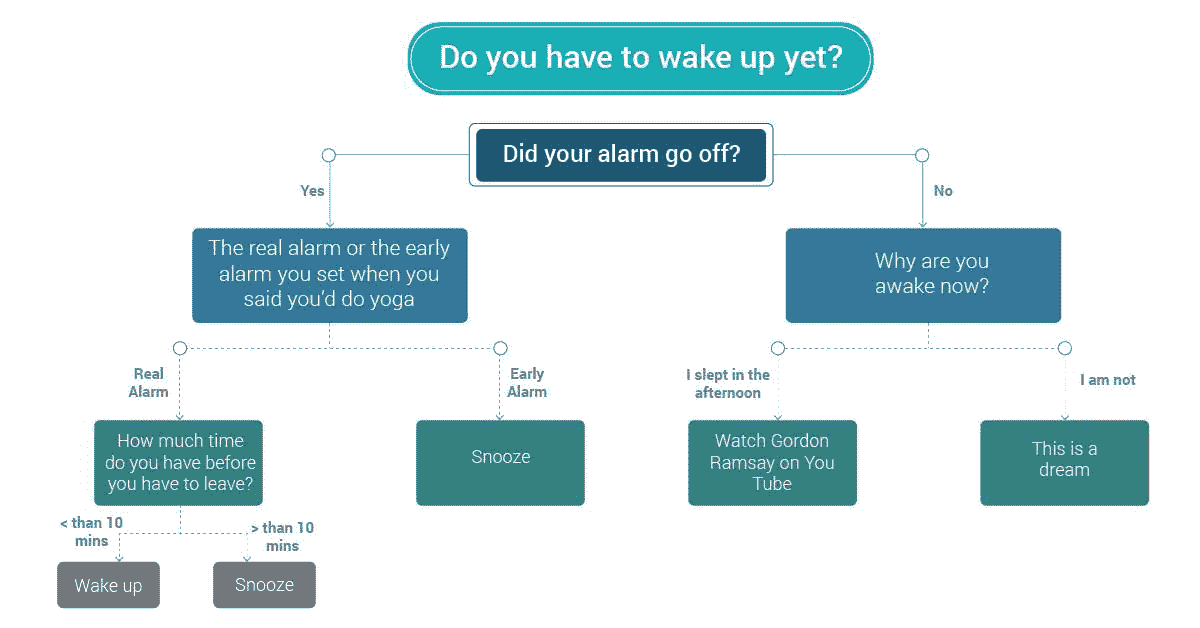 Do you have to wake up yet?
Did your alarm go off?
Yes
No
The real alarm or the early
alarm you set when you
said you'd do yoga
Why are you
awake now?
Real
Alarm
Early
Alarm
I slept in the
afternoon
I am not
How much time
do you have before
you have to leave?
Snooze
Watch Gordon
Ramsay on You
Tube
This is a
dream
< than 10
mins
> than 10
mins
Wake up
Snooze